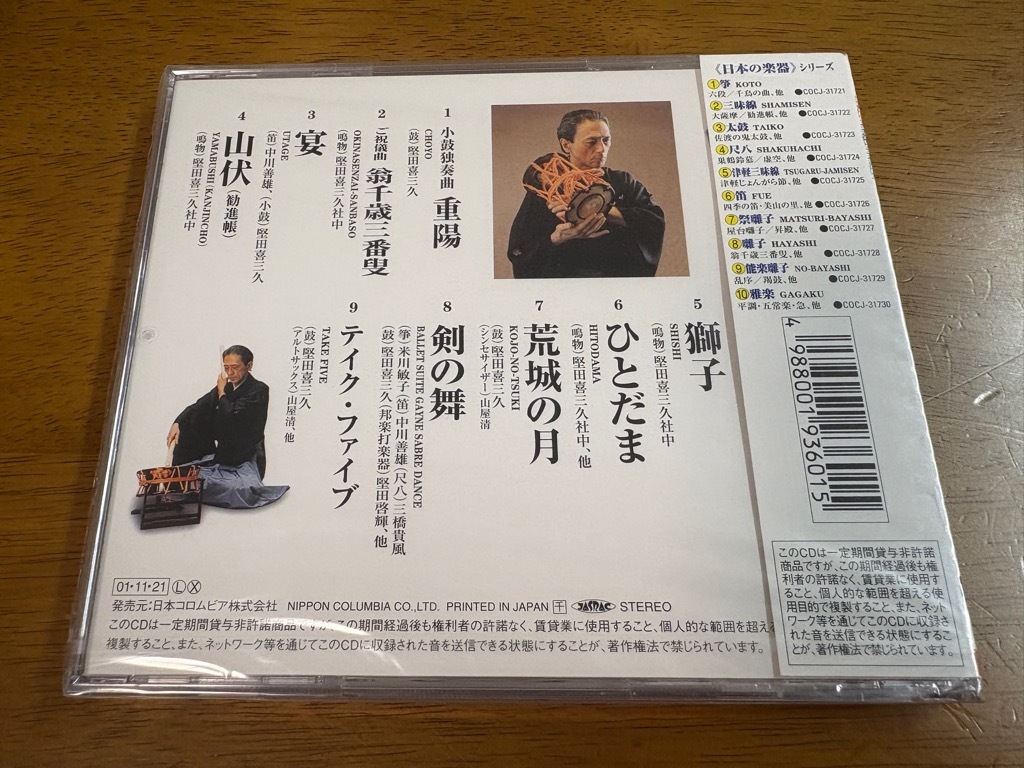 1 小鼓独奏曲 重陽
CHOYO
(鼓)堅田喜三久
2 ご祝儀曲 翁千歳三番叟
OKINASENZAI-SANBASO
(鳴物)堅田喜三久社中
3 宴
UTAGE
(笛)中川善雄、(小鼓)堅田喜三久
4 山伏(勧進帳)
YAMABUSHI (KANJINCHO)
(鳴物)堅田喜三久社中
5 獅子
SHISHI
(鳴物)堅田喜三久社中
6 ひとだま
HITODAMA
(鳴物)堅田喜三久社中、他
7 荒城の月
KOJO-NO-TSUKI
(鼓)堅田喜三久
(シンセサイザー)山屋清
8 剣の舞
BALLET SUITE GAYNE SABRE DANCE
(箏)米川敏子(笛)中川善雄(尺八)三橋貴風
(鼓)堅田喜三久(邦楽打楽器)堅田啓輝、他
9 テイク・ファイブ
TAKE FIVE
(鼓)堅田喜三久
(アルトサックス)山屋清、他
01・11・21 L X
発売元:日本コロムビア株式会社 NIPPON COLUMBIA CO.,LTD. PRINTED IN JAPAN 干 JASRAC STEREO
このCDは一定期間貸与非許諾商品ですが、この期間経過後も権利者の許諾なく、賃貸業に使用すること、個人的な範囲を超える
複製すること、また、ネットワーク等を通じてこのCDに収録された音を送信できる状態にすることが、著作権法で禁じられています。
《日本の楽器》シリーズ
①箏 KOTO
六段/千鳥の曲、他 ●COCJ-31721
②三味線 SHAMISEN
大薩摩/勧進帳、他 ●COCJ-31722
③太鼓 TAIKO
佐渡の鬼太鼓、他 ●COCJ-31723
④尺八 SHAKUHACHI
巣鶴鈴慕/虚空、他 ●COCJ-31724
⑤津軽三味線 TSUGARU-JAMISEN
津軽じょんがら節、他 ●COCJ-31725
⑥笛 FUE
四季の笛・美山の里、他 ●COCJ-31726
⑦祭囃子 MATSURI-BAYASHI
屋台囃子/昇殿、他 ●COCJ-31727
⑧囃子 HAYASHI
翁千歳三番叟、他 ●COCJ-31728
⑨能楽囃子 NO-BAYASHI
乱序/羯鼓、他 ●COCJ-31729
⑩雅楽 GAGAKU
平調・五常楽・急、他 ●COCJ-31730
4 988001 936015
このCDは一定期間貸与非許諾
商品ですが、この期間経過後も権
利者の許諾なく、賃貸業に使用す
ること、個人的な範囲を超える使
用目的で複製すること、また、ネット
ワーク等を通じてこのCDに収録され
た音を送信できる状態にすること
が、著作権法で禁じられています。